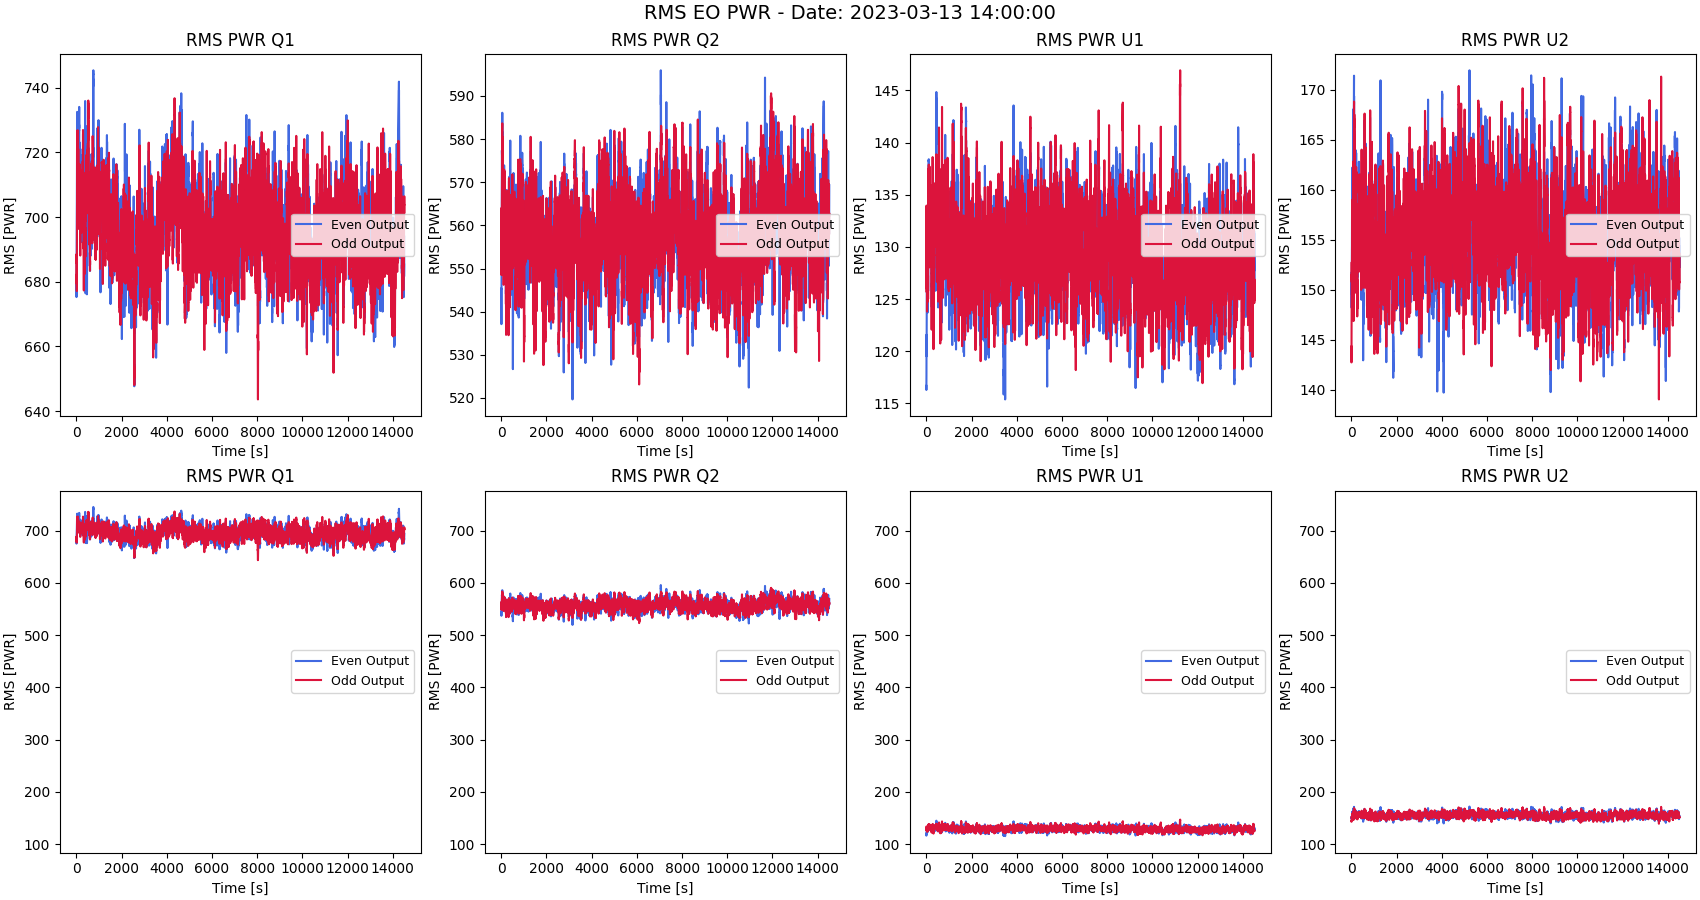 RMS EO PWR - Date: 2023-03-13 14:00:00
RMS PWR Q1
RMS PWR Q2
RMS PWR U1
RMS PWR U2
RMS [PWR]
740
720
700
680
660
640
Even Output
Odd Output
0 2000 4000 6000 8000 10000 12000 14000
Time [s]
RMS [PWR]
590
580
570
560
550
540
530
520
Even Output
Odd Output
0 2000 4000 6000 8000 10000 12000 14000
Time [s]
RMS [PWR]
145
140
135
130
125
120
115
Even Output
Odd Output
0 2000 4000 6000 8000 10000 12000 14000
Time [s]
RMS [PWR]
170
165
160
155
150
145
140
Even Output
Odd Output
0 2000 4000 6000 8000 10000 12000 14000
Time [s]
RMS PWR Q1
RMS PWR Q2
RMS PWR U1
RMS PWR U2
RMS [PWR]
700
600
500
400
300
200
100
Even Output
Odd Output
0 2000 4000 6000 8000 10000 12000 14000
Time [s]
RMS [PWR]
700
600
500
400
300
200
100
Even Output
Odd Output
0 2000 4000 6000 8000 10000 12000 14000
Time [s]
RMS [PWR]
700
600
500
400
300
200
100
Even Output
Odd Output
0 2000 4000 6000 8000 10000 12000 14000
Time [s]
RMS [PWR]
700
600
500
400
300
200
100
Even Output
Odd Output
0 2000 4000 6000 8000 10000 12000 14000
Time [s]